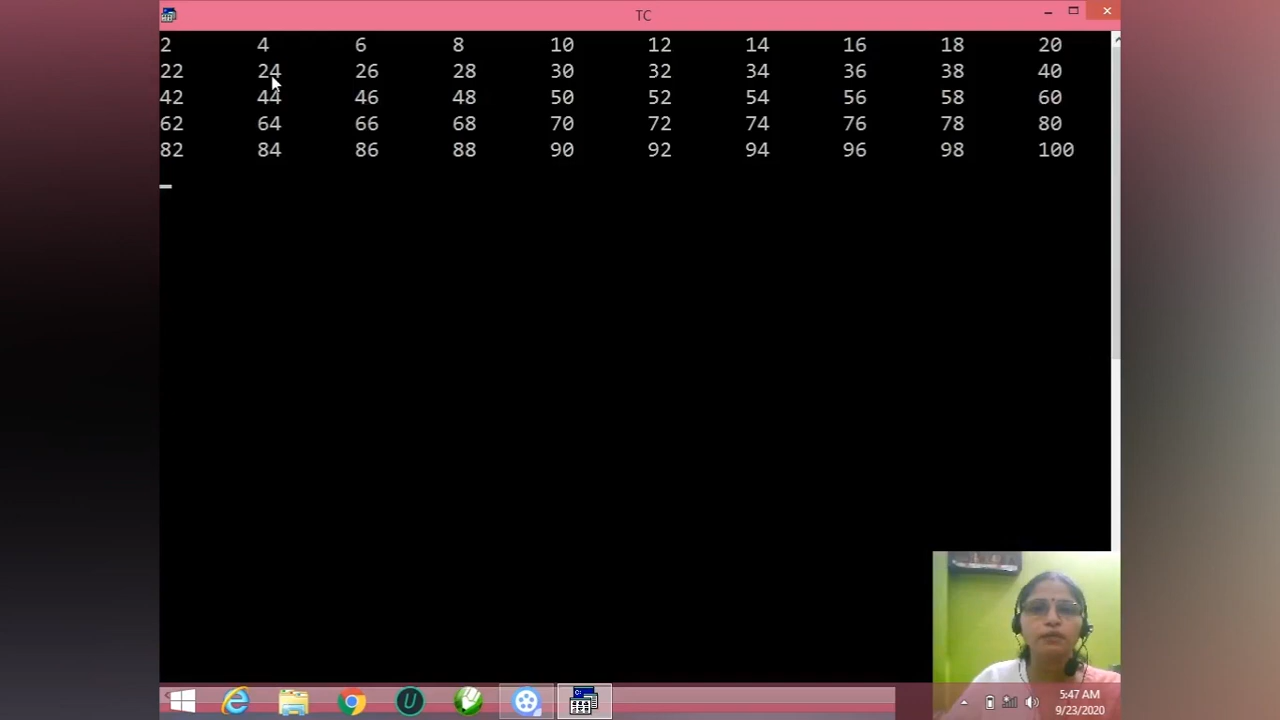 TC
2 4 6 8 10 12 14 16 18 20
22 24 26 28 30 32 34 36 38 40
42 44 46 48 50 52 54 56 58 60
62 64 66 68 70 72 74 76 78 80
82 84 86 88 90 92 94 96 98 100
5:47 AM
9/23/2020